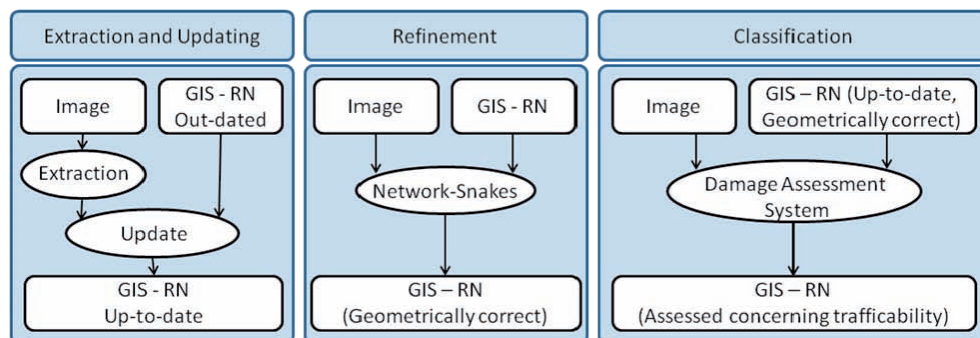 Extraction and Updating
Image
GIS - RN
Out-dated
Extraction
Update
GIS - RN
Up-to-date
Refinement
Image
GIS - RN
Network-Snakes
GIS – RN
(Geometrically correct)
Classification
Image
GIS – RN (Up-to-date,
Geometrically correct)
Damage Assessment
System
GIS – RN
(Assessed concerning trafficability)